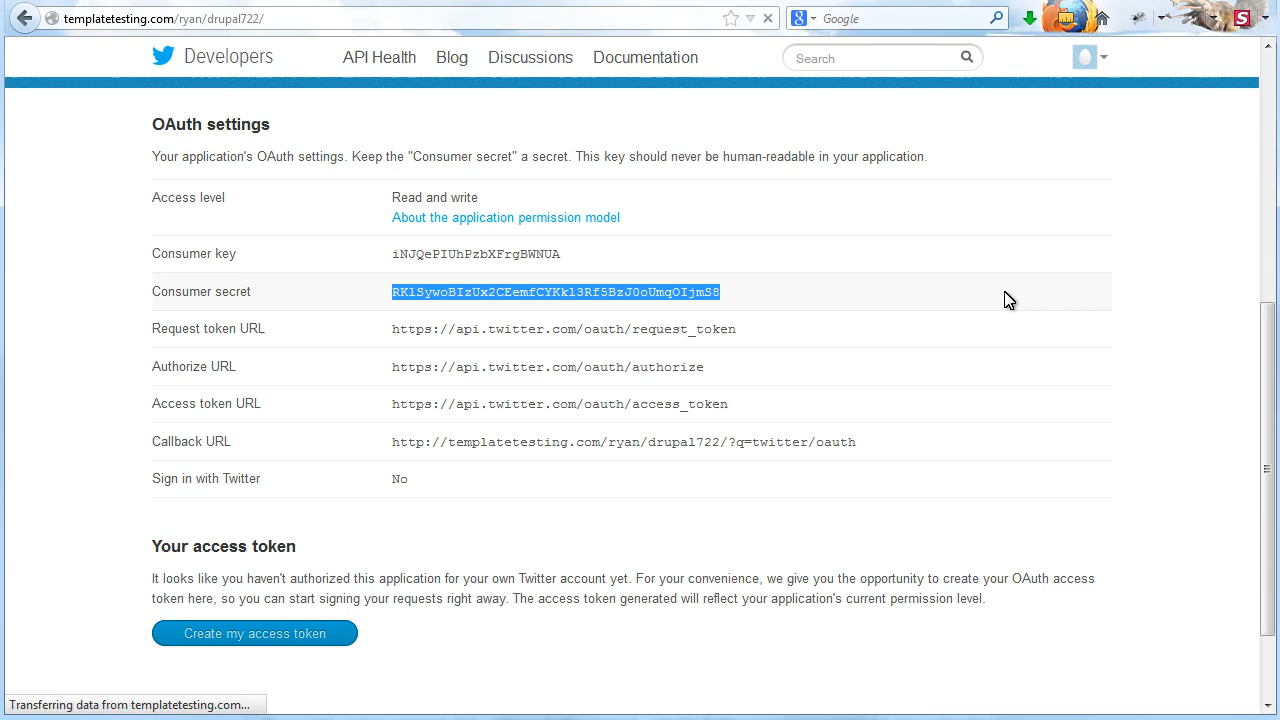 templatetesting.com/ryan/drupal722/
Google
Developers
API Health
Blog
Discussions
Documentation
Search
OAuth settings
Your application's OAuth settings. Keep the "Consumer secret" a secret. This key should never be human-readable in your application.
Access level
Read and write
About the application permission model
Consumer key
iNJQePIUhPzbXFrgBWNUA
Consumer secret
RKlSywoBIzUx2CEemfCYKkl3Rf5BzJ0oUmqOIjmS8
Request token URL
https://api.twitter.com/oauth/request_token
Authorize URL
https://api.twitter.com/oauth/authorize
Access token URL
https://api.twitter.com/oauth/access_token
Callback URL
http://templatetesting.com/ryan/drupal722/?q=twitter/oauth
Sign in with Twitter
No
Your access token
It looks like you haven't authorized this application for your own Twitter account yet. For your convenience, we give you the opportunity to create your OAuth access
token here, so you can start signing your requests right away. The access token generated will reflect your application's current permission level.
Create my access token
Transferring data from templatetesting.com...